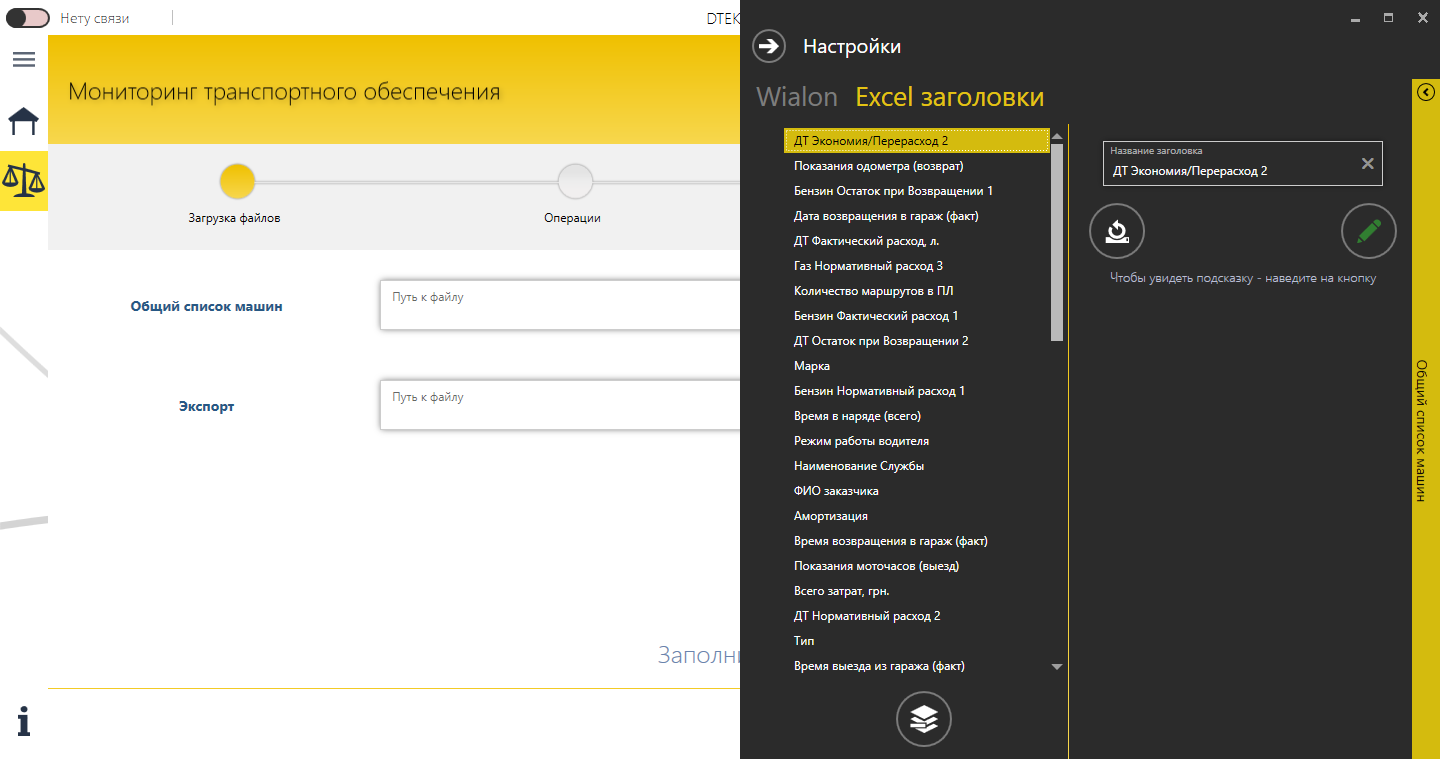 Нету связи
DTEK
Мониторинг транспортного обеспечения
Загрузка файлов
Операции
Общий список машин
Путь к файлу
Экспорт
Путь к файлу
Заполни
Настройки
Wialon Excel заголовки
ДТ Экономия/Перерасход 2
Показания одометра (возврат)
Бензин Остаток при Возвращении 1
Дата возвращения в гараж (факт)
ДТ Фактический расход, л.
Газ Нормативный расход 3
Количество маршрутов в ПЛ
Бензин Фактический расход 1
ДТ Остаток при Возвращении 2
Марка
Бензин Нормативный расход 1
Время в наряде (всего)
Режим работы водителя
Наименование Службы
ФИО заказчика
Амортизация
Время возвращения в гараж (факт)
Показания моточасов (выезд)
Всего затрат, грн.
ДТ Нормативный расход 2
Тип
Время выезда из гаража (факт)
Название заголовка
ДТ Экономия/Перерасход 2
Чтобы увидеть подсказку - наведите на кнопку
Общий список машин